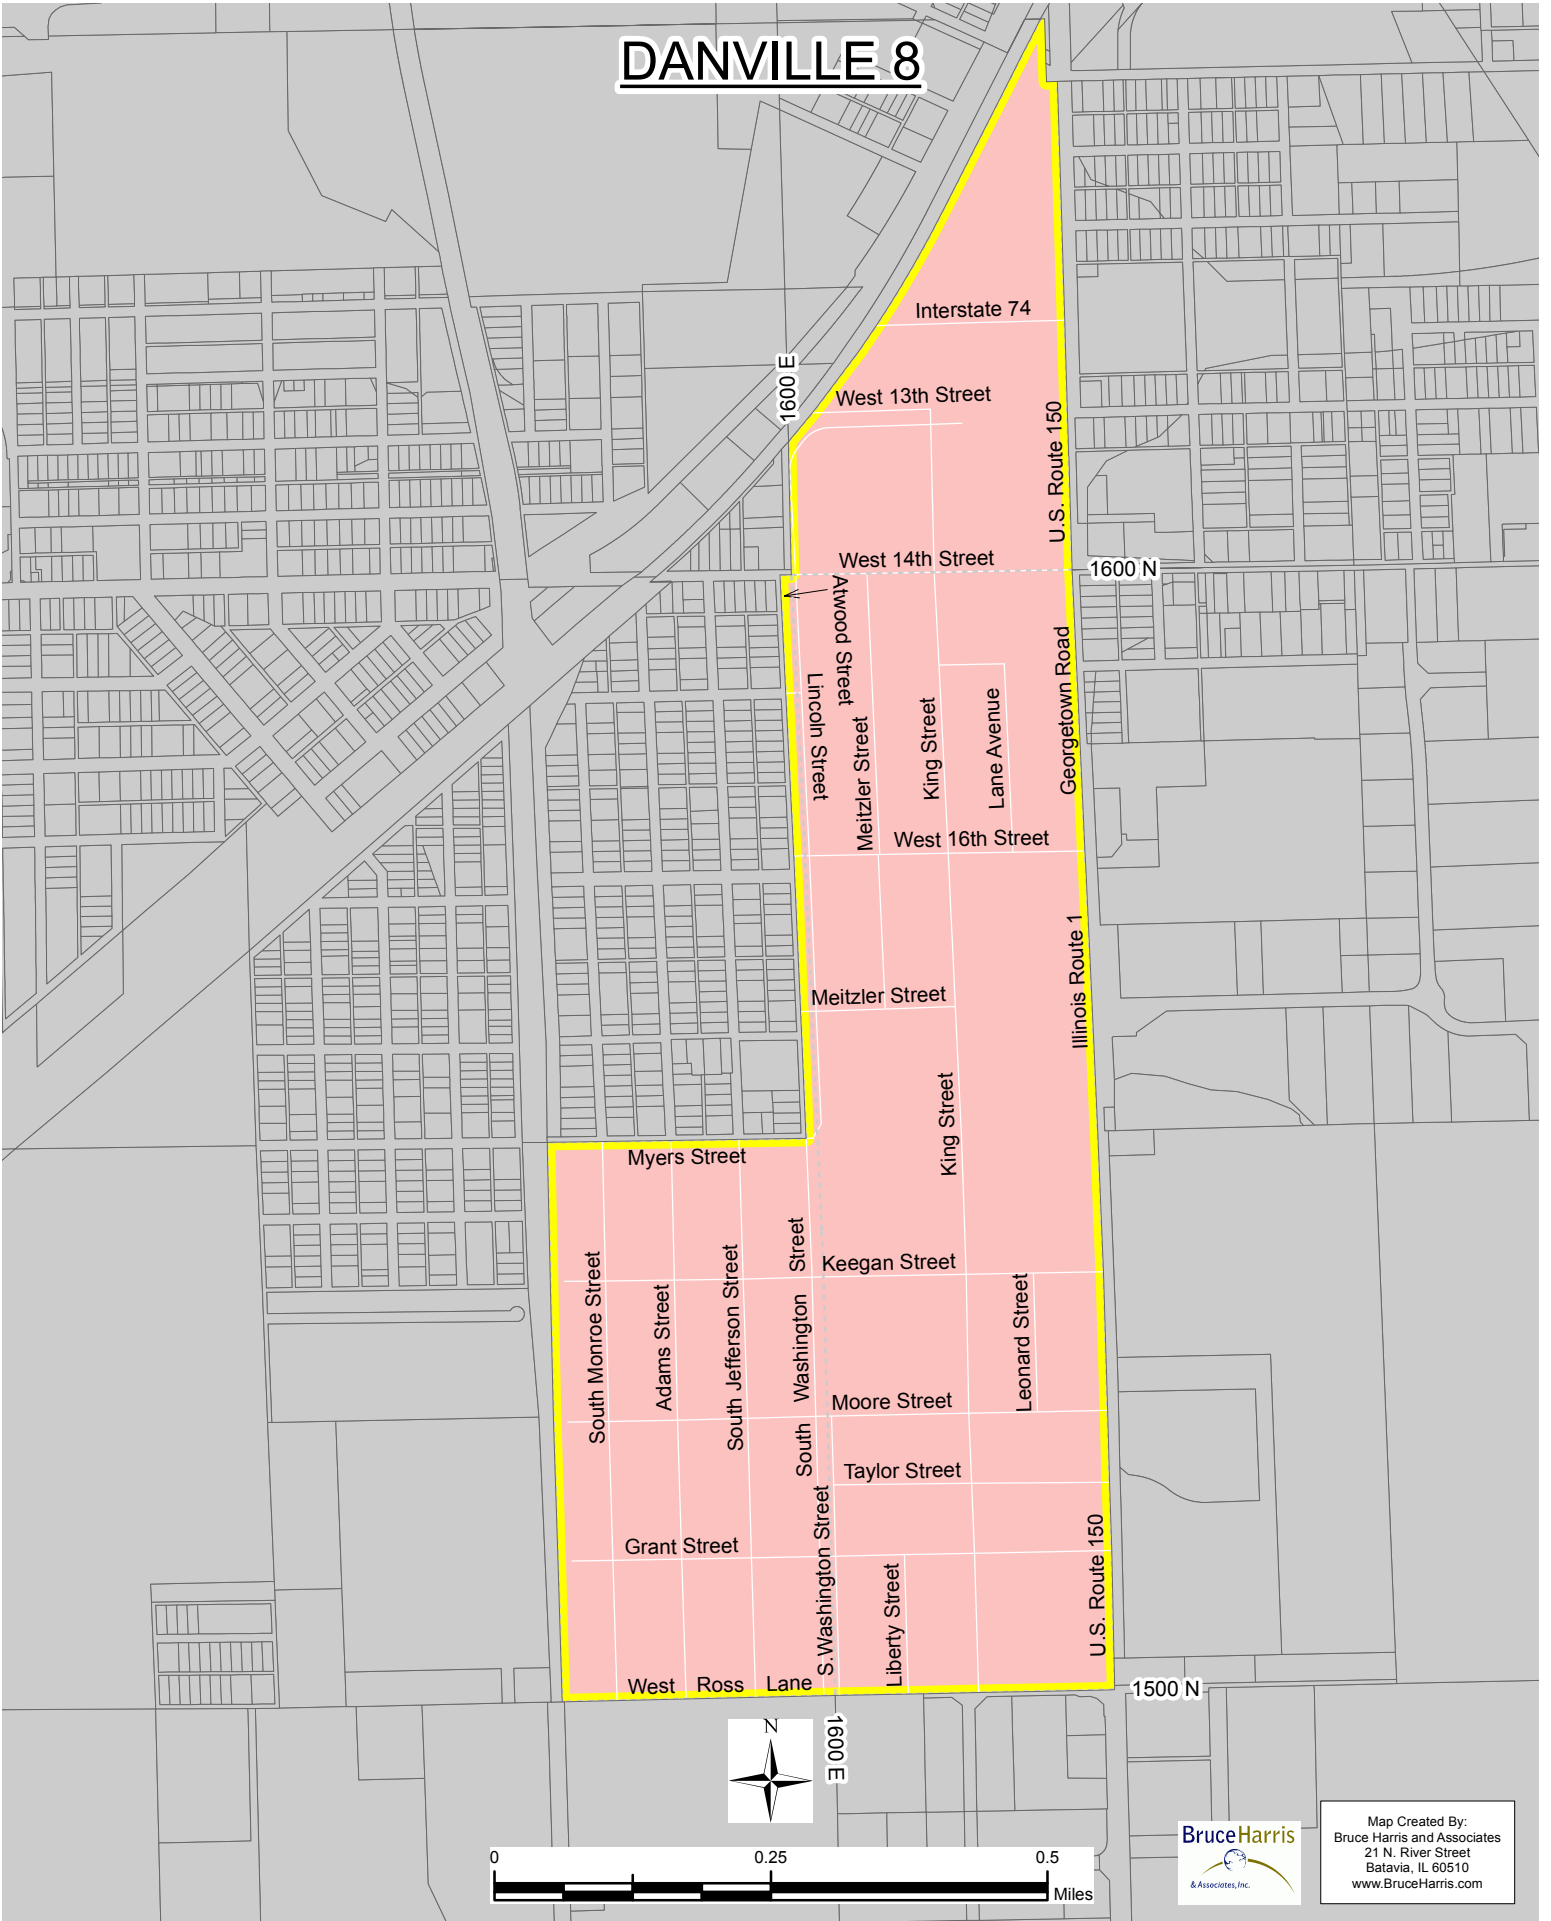 DANVILLE 8
Interstate 74
1600 E
West 13th Street
U.S. Route 150
West 14th Street
1600 N
Atwood Street
Lincoln Street
Meitzler Street
King Street
Lane Avenue
Georgetown Road
West 16th Street
Illinois Route 1
Meitzler Street
King Street
Myers Street
South Monroe Street
Adams Street
South Jefferson Street
South Washington Street
Keegan Street
Leonard Street
Moore Street
Taylor Street
S.Washington Street
Grant Street
Liberty Street
U.S. Route 150
West Ross Lane
1500 N
1600 E
N
0 0.25 0.5
Miles
BruceHarris
& Associates, Inc.
Map Created By:
Bruce Harris and Associates
21 N. River Street
Batavia, IL 60510
www.BruceHarris.com